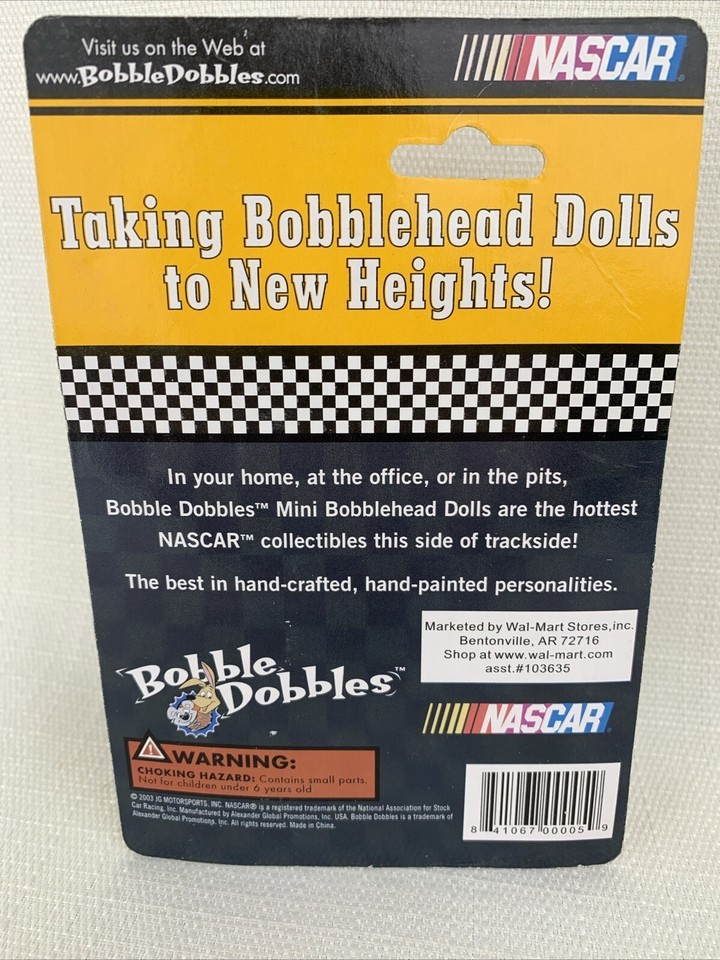 Visit us on the Web at
www.BobbleDobbles.com
NASCAR®
Taking Bobblehead Dolls
to New Heights!
In your home, at the office, or in the pits,
Bobble Dobbles™ Mini Bobblehead Dolls are the hottest
NASCAR™ collectibles this side of trackside!
The best in hand-crafted, hand-painted personalities.
Marketed by Wal-Mart Stores,inc.
Bentonville, AR 72716
Shop at www.wal-mart.com
asst.#103635
Bobble
Dobbles™
NASCAR
WARNING:
CHOKING HAZARD: Contains small parts.
Not for children under 6 years old
© 2003 JG MOTORSPORTS, INC. NASCAR® is a registered trademark of the National Association for Stock
Car Racing, Inc. Manufactured by Alexander Global Promotions, Inc. USA. Bobble Dobbles is a trademark of
Alexander Global Promotions, Inc. All rights reserved. Made in China.
8 41067 00005 9